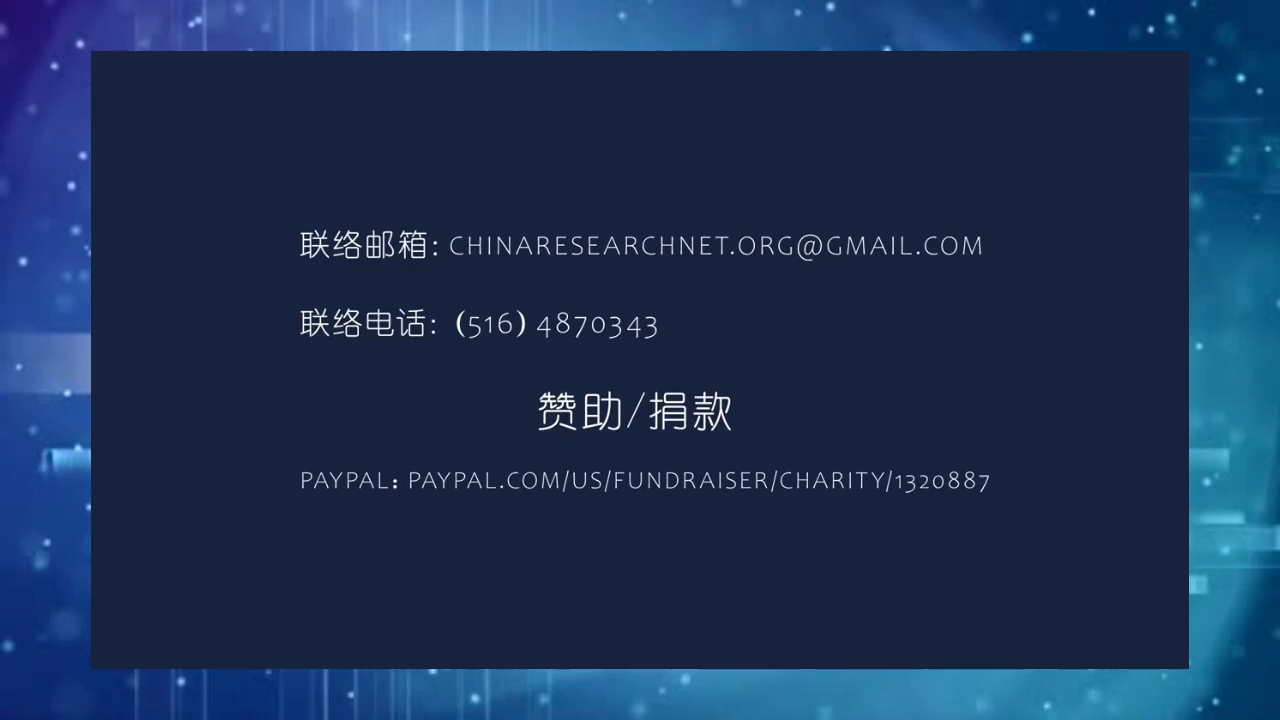 联络邮箱: CHINARESEARCHNET.ORG@GMAIL.COM
联络电话: (516) 4870343
赞助/捐款
PAYPAL: PAYPAL.COM/US/FUNDRAISER/CHARITY/1320887